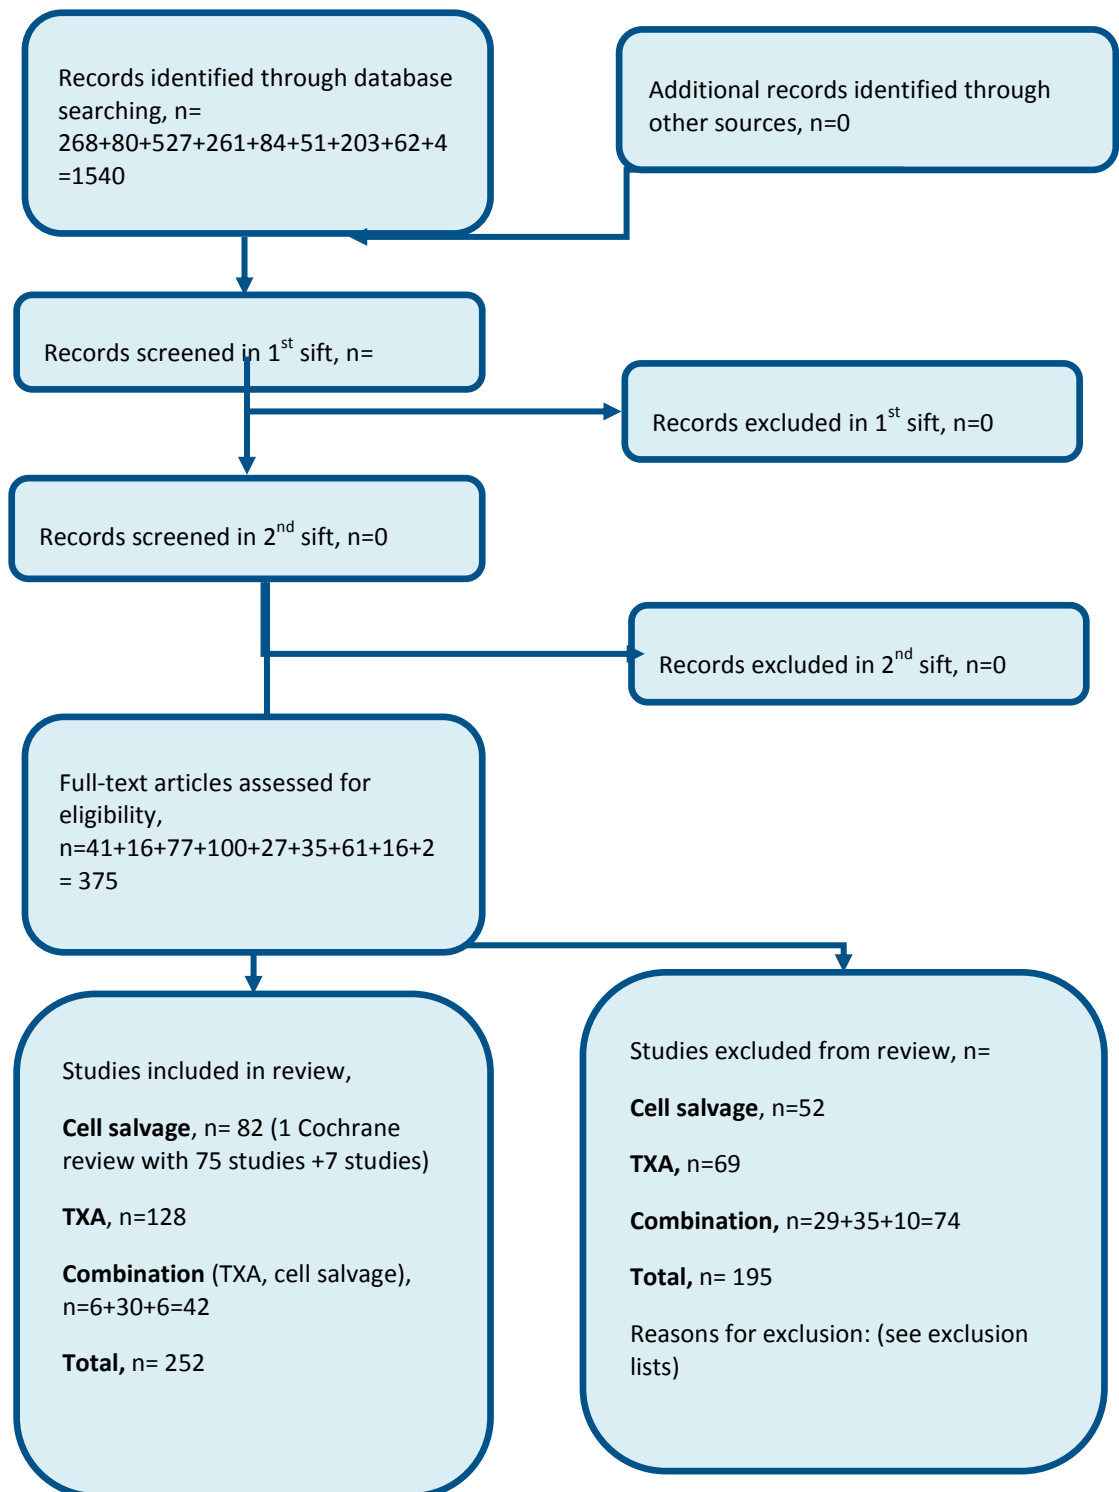 Records identified through database
searching, n=
268+80+527+261+84+51+203+62+4
=1540
Additional records identified through
other sources, n=0
Records screened in 1st sift, n=
Records excluded in 1st sift, n=0
Records screened in 2nd sift, n=0
Records excluded in 2nd sift, n=0
Full-text articles assessed for
eligibility,
n=41+16+77+100+27+35+61+16+2
= 375
Studies included in review,
Cell salvage, n= 82 (1 Cochrane
review with 75 studies +7 studies)
TXA, n=128
Combination (TXA, cell salvage),
n=6+30+6=42
Total, n= 252
Studies excluded from review, n=
Cell salvage, n=52
TXA, n=69
Combination, n=29+35+10=74
Total, n= 195
Reasons for exclusion: (see exclusion
lists)